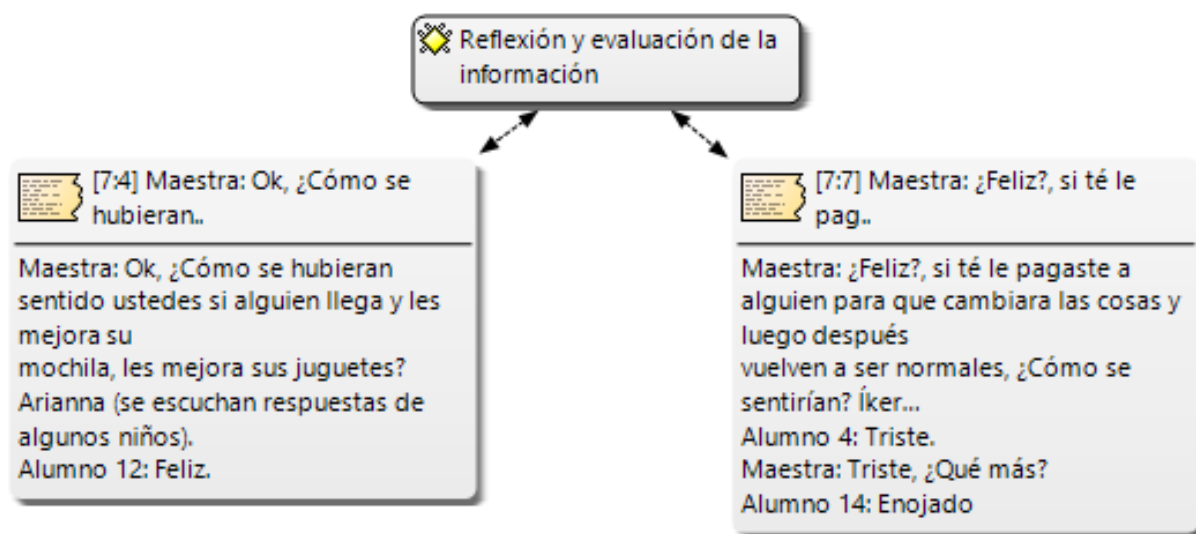 Reflexión y evaluación de la
información
[7:4] Maestra: Ok, ¿Cómo se
hubieran..
Maestra: Ok, ¿Cómo se hubieran
sentido ustedes si alguien llega y les
mejora su
mochila, les mejora sus juguetes?
Arianna (se escuchan respuestas de
algunos niños).
Alumno 12: Feliz.
[7:7] Maestra: ¿Feliz?, si té le
pag..
Maestra: ¿Feliz?, si té le pagaste a
alguien para que cambiara las cosas y
luego después
vuelven a ser normales, ¿Cómo se
sentirían? Íker...
Alumno 4: Triste.
Maestra: Triste, ¿Qué más?
Alumno 14: Enojado